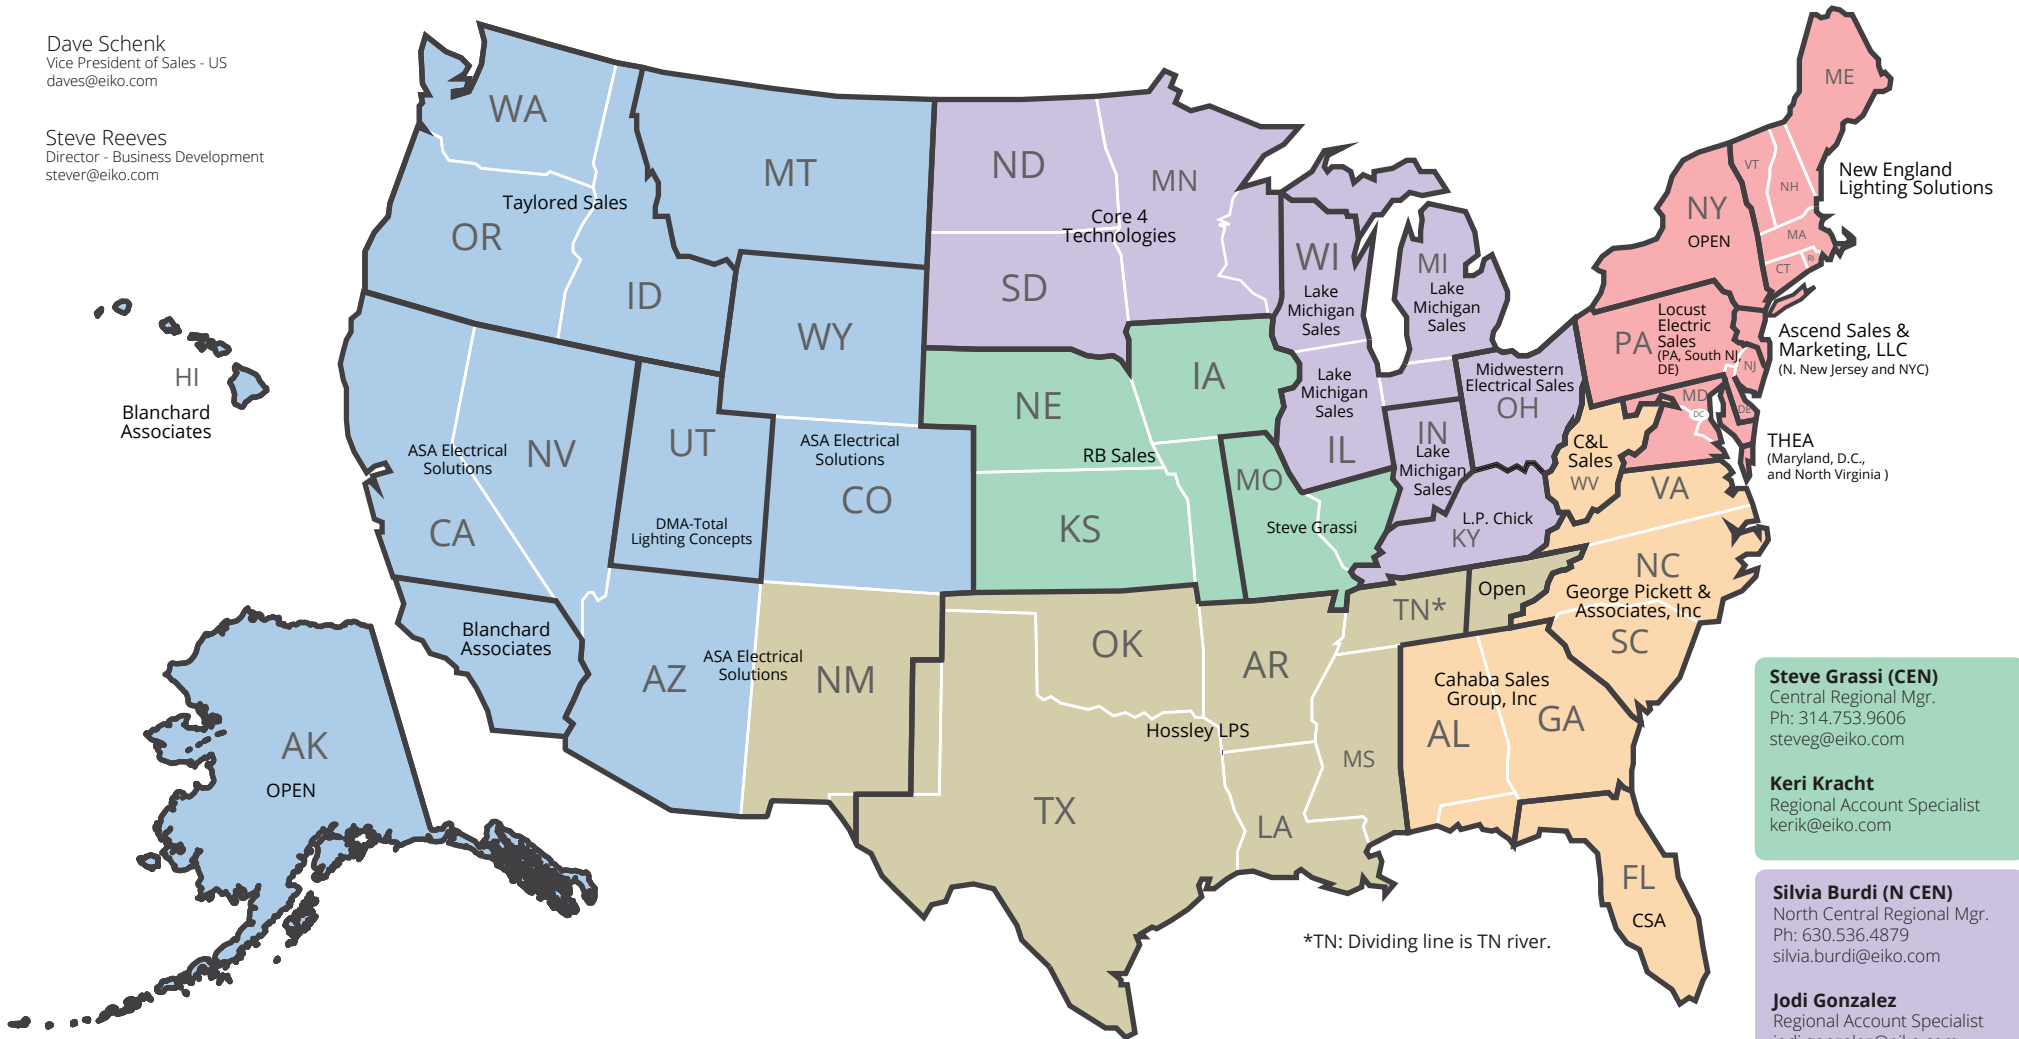 Dave Schenk
Vice President of Sales - US
daves@eiko.com
Steve Reeves
Director - Business Development
stever@eiko.com
WA
OR
Taylored Sales
ID
MT
WY
HI
Blanchard
Associates
ASA Electrical
Solutions
NV
CA
UT
DMA-Total
Lighting Concepts
ASA Electrical
Solutions
CO
Blanchard
Associates
AZ
ASA Electrical
Solutions
NM
AK
OPEN
ND
MN
Core 4
Technologies
SD
NE
IA
RB Sales
KS
MO
Steve Grassi
WI
Lake
Michigan
Sales
MI
Lake
Michigan
Sales
Lake
Michigan
Sales
IL
IN
Lake
Michigan
Sales
Midwestern
Electrical Sales
OH
L.P. Chick
KY
OK
AR
TX
Hossley LPS
LA
MS
TN*
Open
Cahaba Sales
Group, Inc
AL
GA
FL
CSA
C&L
Sales
WV
VA
NC
George Pickett &
Associates, Inc
SC
ME
VT
NH
MA
CT
RI
New England
Lighting Solutions
NY
OPEN
PA
Locust
Electric
Sales
(PA, South NJ,
DE)
NJ
MD
DC
DE
Ascend Sales &
Marketing, LLC
(N. New Jersey and NYC)
THEA
(Maryland, D.C.,
and North Virginia )
*TN: Dividing line is TN river.
Steve Grassi (CEN)
Central Regional Mgr.
Ph: 314.753.9606
steveg@eiko.com
Keri Kracht
Regional Account Specialist
kerik@eiko.com
Silvia Burdi (N CEN)
North Central Regional Mgr.
Ph: 630.536.4879
silvia.burdi@eiko.com
Jodi Gonzalez
Regional Account Specialist